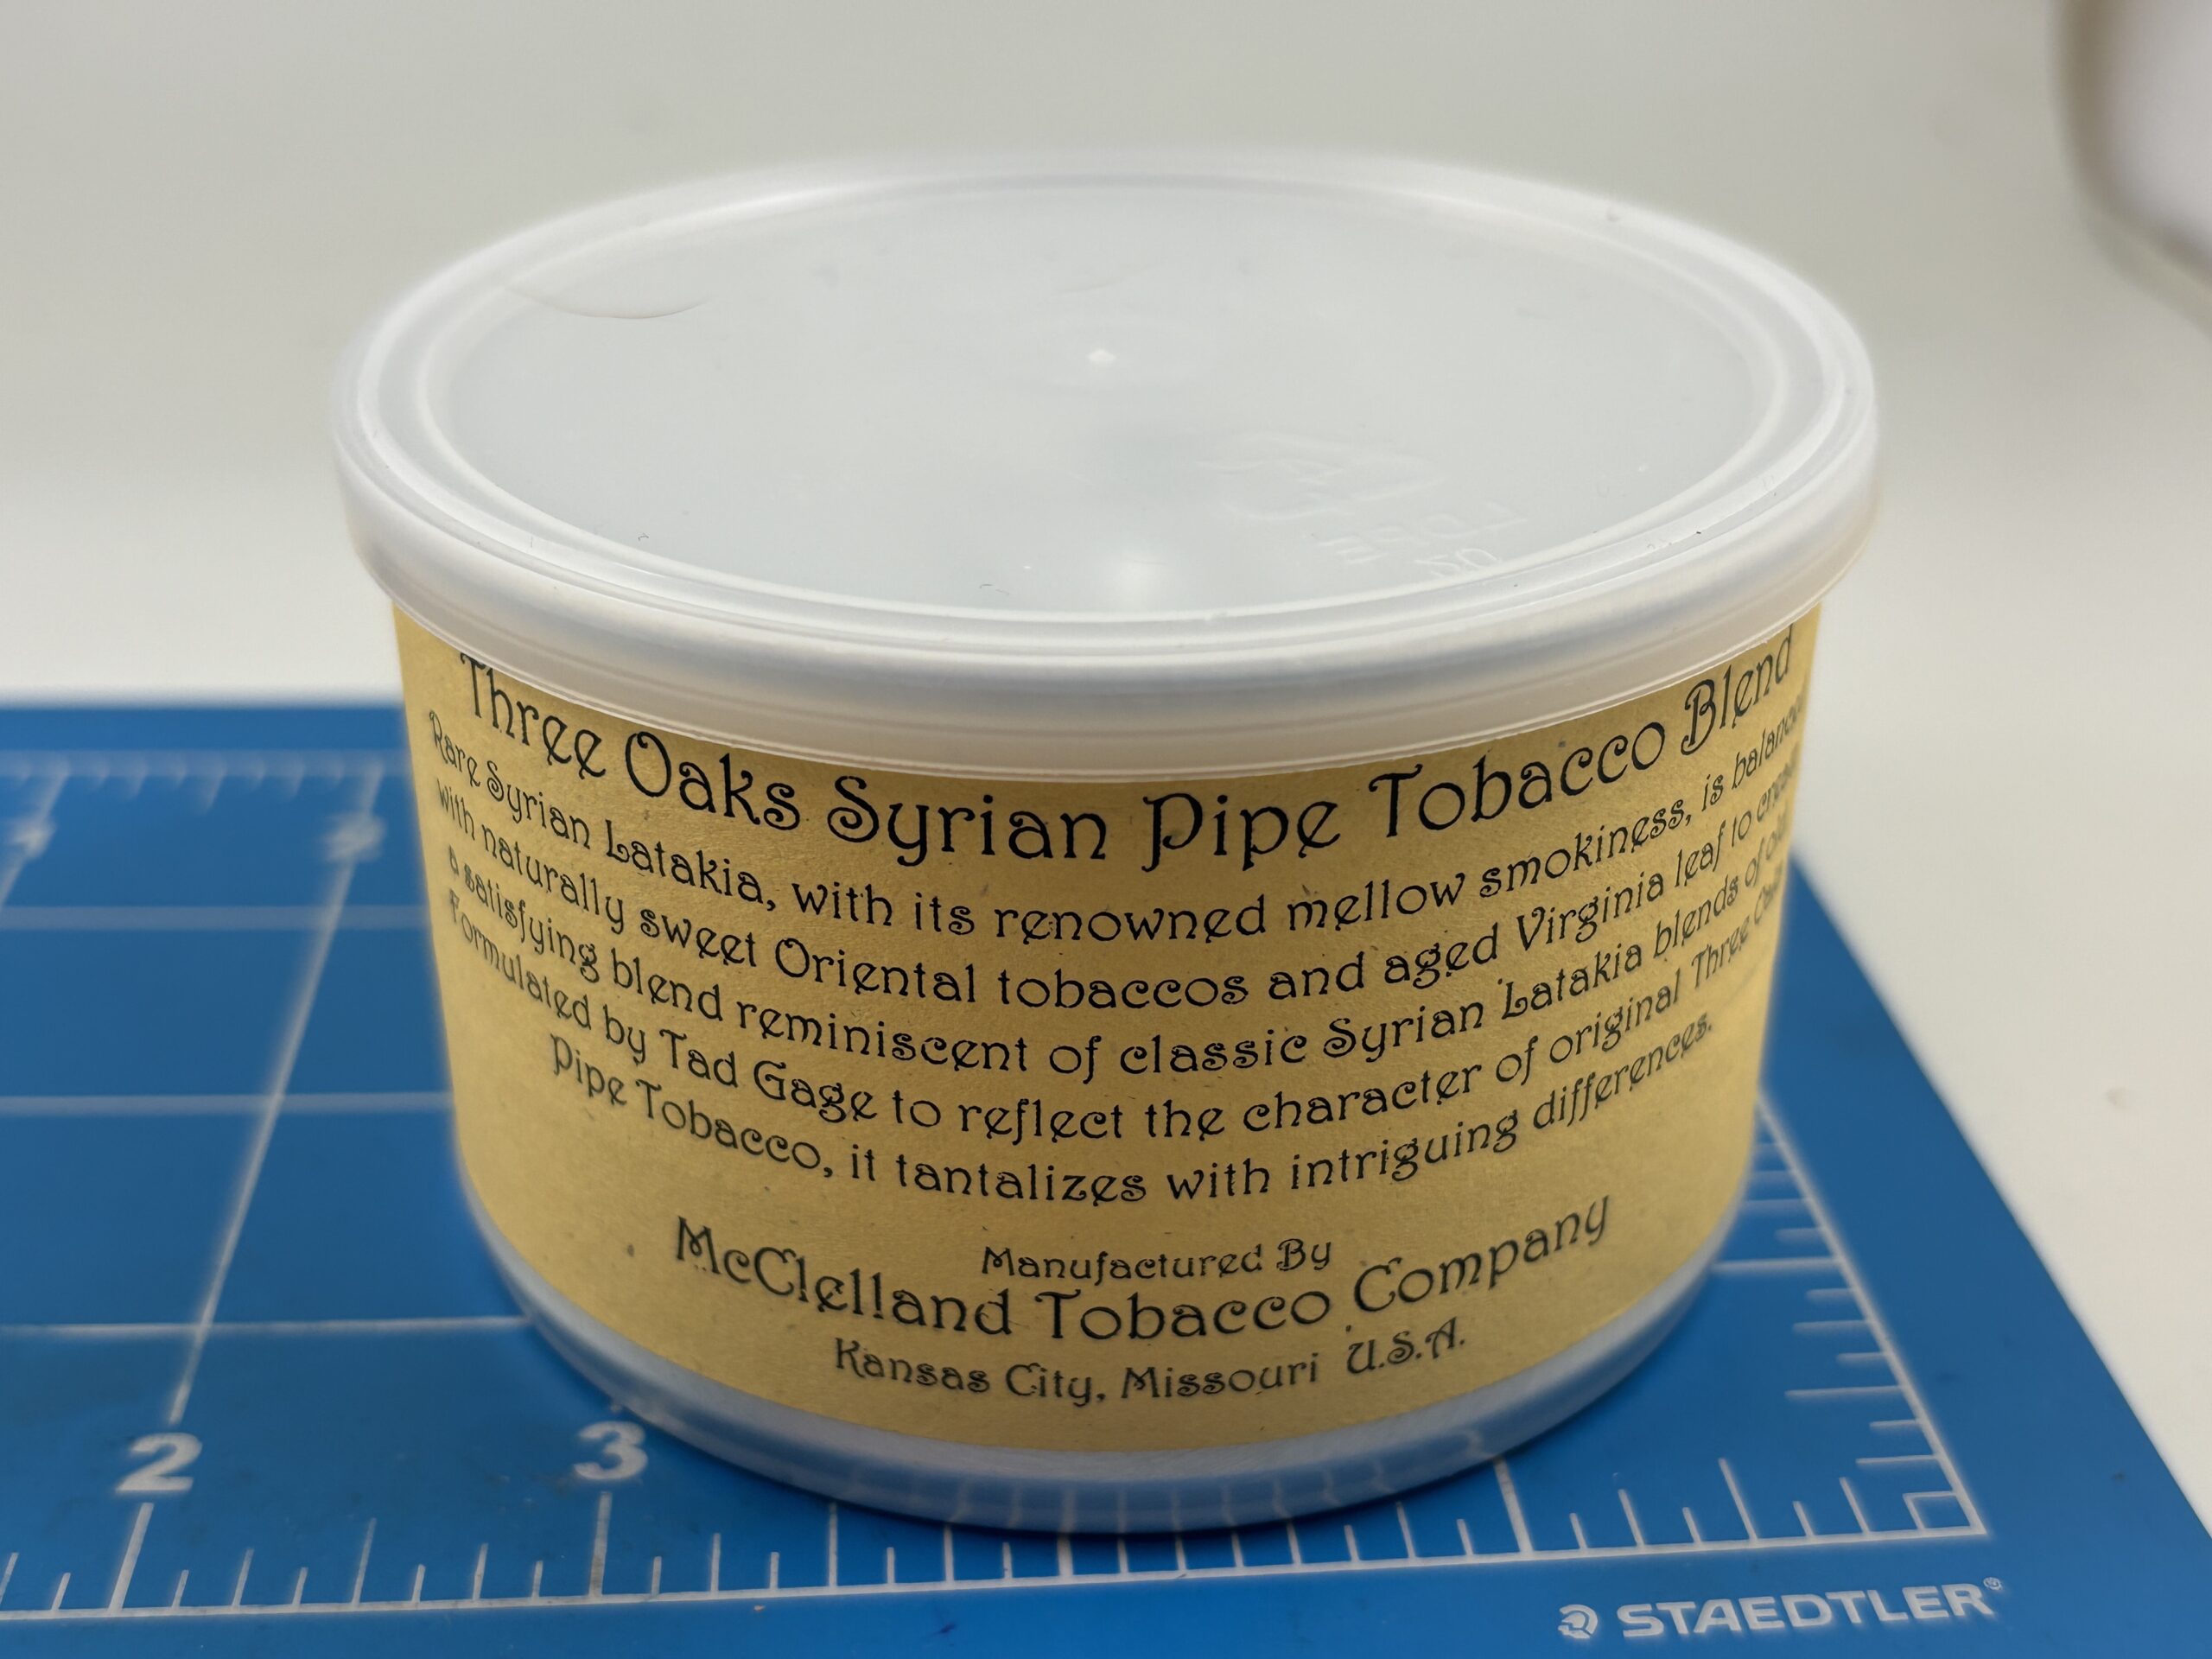 LDPE
Three Oaks Syrian Pipe Tobacco Blend
Rare Syrian Latakia, with its renowned mellow smokiness, is balanced
with naturally sweet Oriental tobaccos and aged Virginia leaf to create
a satisfying blend reminiscent of classic Syrian Latakia blends of old.
Formulated by Tad Gage to reflect the character of original Three Oaks
Pipe Tobacco, it tantalizes with intriguing differences.
Manufactured By
McClelland Tobacco Company
Kansas City, Missouri U.S.A.
2
3
STAEDTLER®